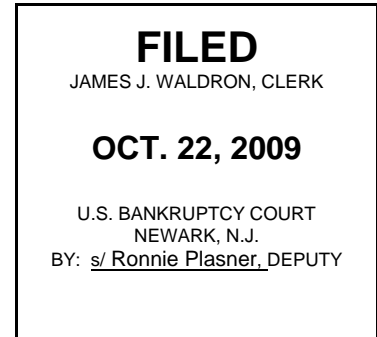 FILED
JAMES J. WALDRON, CLERK
OCT. 22, 2009
U.S. BANKRUPTCY COURT
NEWARK, N.J.
BY: s/ Ronnie Plasner, DEPUTY